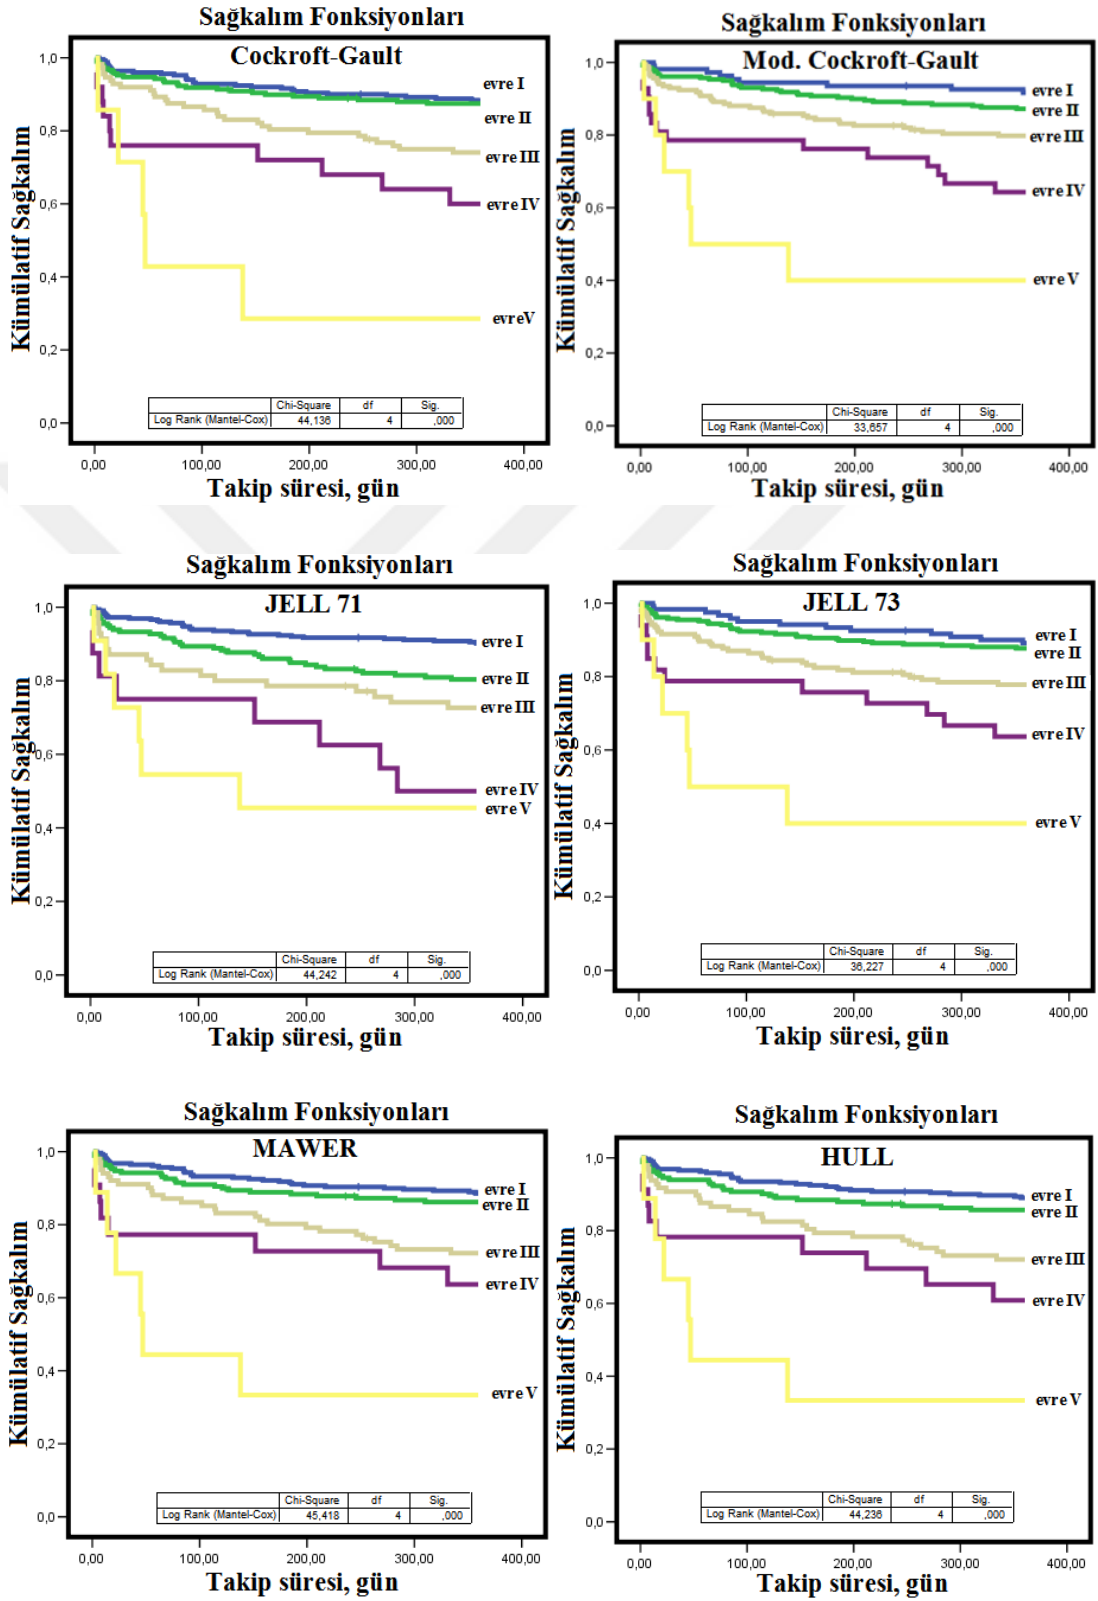 Sağkalım Fonksiyonları
Cockroft-Gault
Kümülatif Sağkalım
1,0
0,8
0,6
0,4
0,2
0,0
evre I
evre II
evre III
evre IV
evreV
Chi-Square df Sig.
Log Rank (Mantel-Cox) 44,136 4 ,000
0,00 100,00 200,00 300,00 400,00
Takip süresi, gün
Sağkalım Fonksiyonları
Mod. Cockroft-Gault
Kümülatif Sağkalım
1,0
0,8
0,6
0,4
0,2
0,0
evre I
evre II
evre III
evre IV
evre V
Chi-Square df Sig.
Log Rank (Mantel-Cox) 33,657 4 ,000
0,00 100,00 200,00 300,00 400,00
Takip süresi, gün
Sağkalım Fonksiyonları
JELL 71
Kümülatif Sağkalım
1,0
0,8
0,6
0,4
0,2
0,0
evre I
evre II
evre III
evre IV
evre V
Chi-Square df Sig.
Log Rank (Mantel-Cox) 44,242 4 ,000
0,00 100,00 200,00 300,00 400,00
Takip süresi, gün
Sağkalım Fonksiyonları
JELL 73
Kümülatif Sağkalım
1,0
0,8
0,6
0,4
0,2
0,0
evre I
evre II
evre III
evre IV
evre V
Chi-Square df Sig.
Log Rank (Mantel-Cox) 36,227 4 ,000
0,00 100,00 200,00 300,00 400,00
Takip süresi, gün
Sağkalım Fonksiyonları
MAWER
Kümülatif Sağkalım
1,0
0,8
0,6
0,4
0,2
0,0
evre I
evre II
evre III
evre IV
evre V
Chi-Square df Sig.
Log Rank (Mantel-Cox) 45,418 4 ,000
0,00 100,00 200,00 300,00 400,00
Takip süresi, gün
Sağkalım Fonksiyonları
HULL
Kümülatif Sağkalım
1,0
0,8
0,6
0,4
0,2
0,0
evre I
evre II
evre III
evre IV
evre V
Chi-Square df Sig.
Log Rank (Mantel-Cox) 44,236 4 ,000
0,00 100,00 200,00 300,00 400,00
Takip süresi, gün